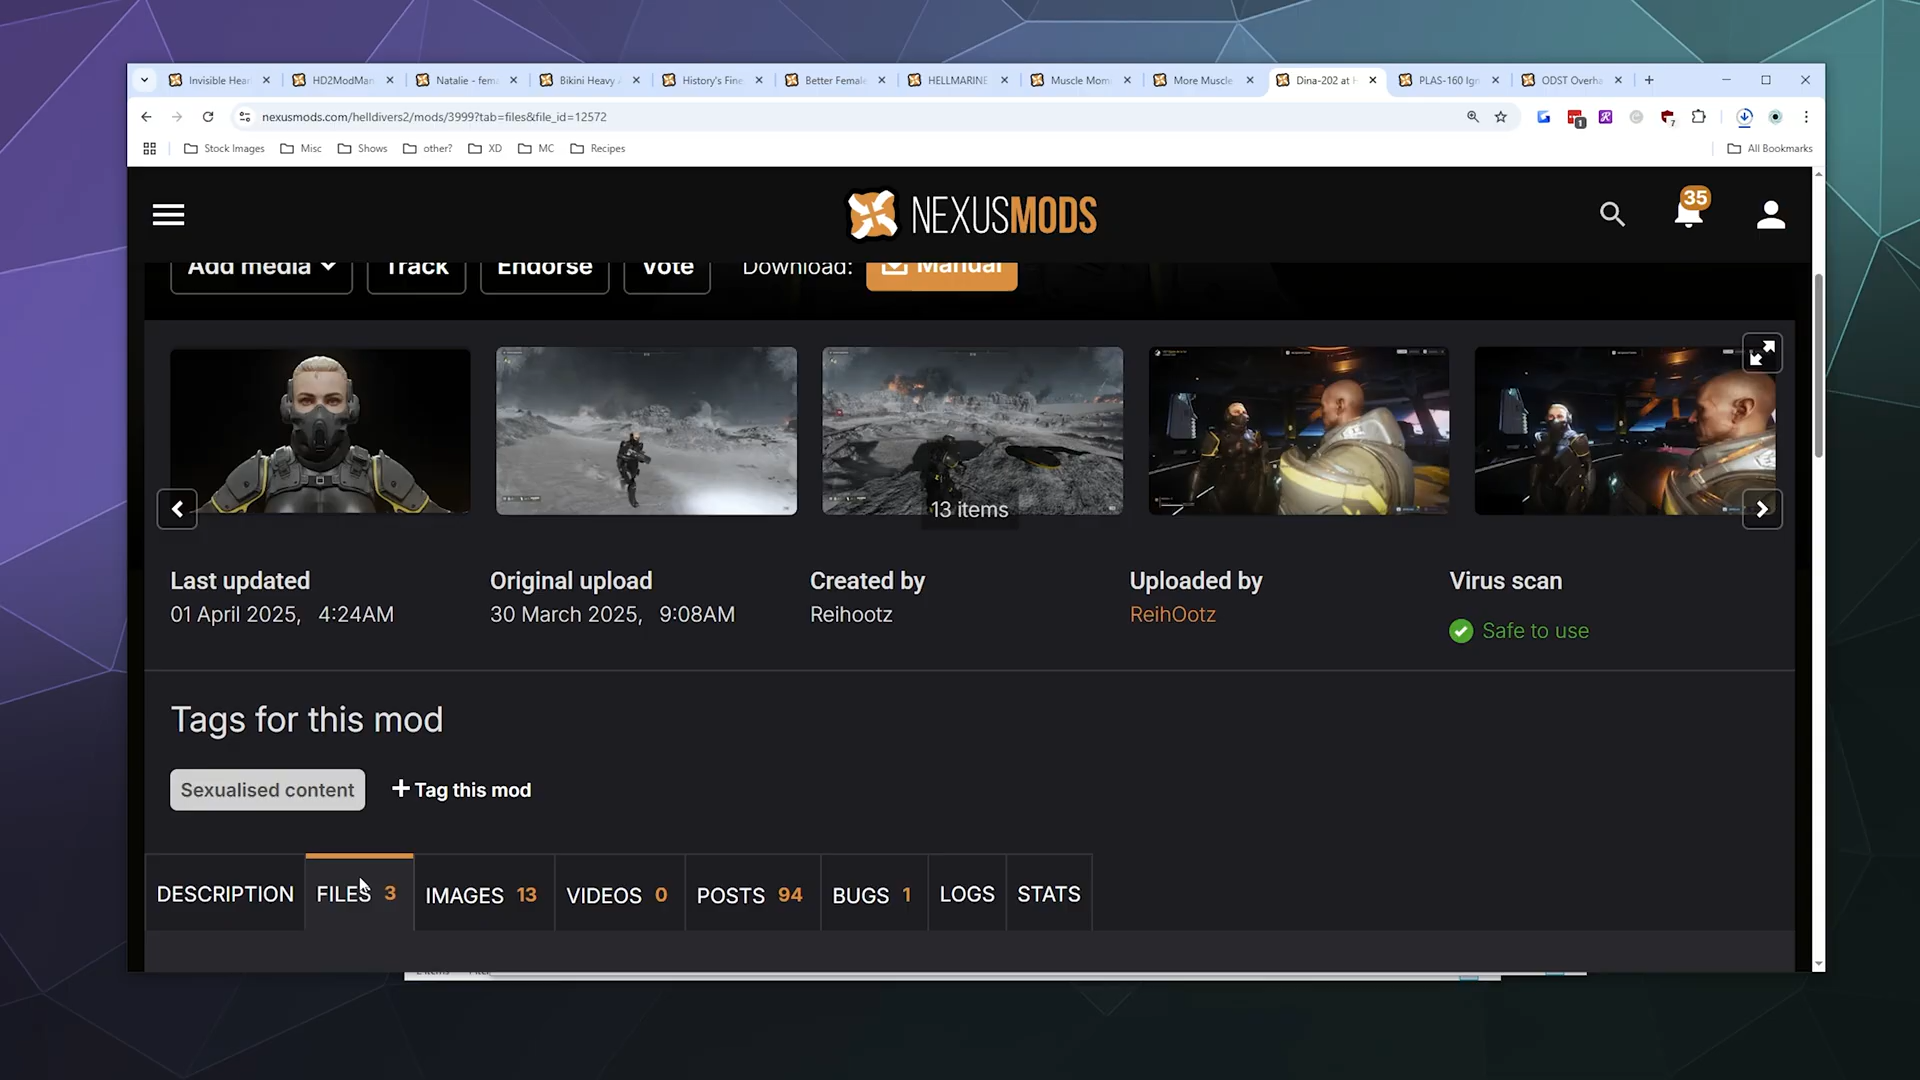 Invisible Hear
HD2ModMan
Natalie - fem
Bikini Heavy
History's Fine
Better Female
HELLMARINE
Muscle Mom
More Muscle
Dina-202 at H
PLAS-160 Ign
ODST Overha
nexusmods.com/helldivers2/mods/3999?tab=files&file_id=12572
1
7
Stock Images
Misc
Shows
other?
XD
MC
Recipes
All Bookmarks
NEXUSMODS
35
Add media
Track
Endorse
Vote
Download:
Manual
13 items
Last updated
01 April 2025, 4:24AM
Original upload
30 March 2025, 9:08AM
Created by
Reihootz
Uploaded by
ReihOotz
Virus scan
Safe to use
Tags for this mod
Sexualised content
Tag this mod
DESCRIPTION
FILES 3
IMAGES 13
VIDEOS 0
POSTS 94
BUGS 1
LOGS
STATS